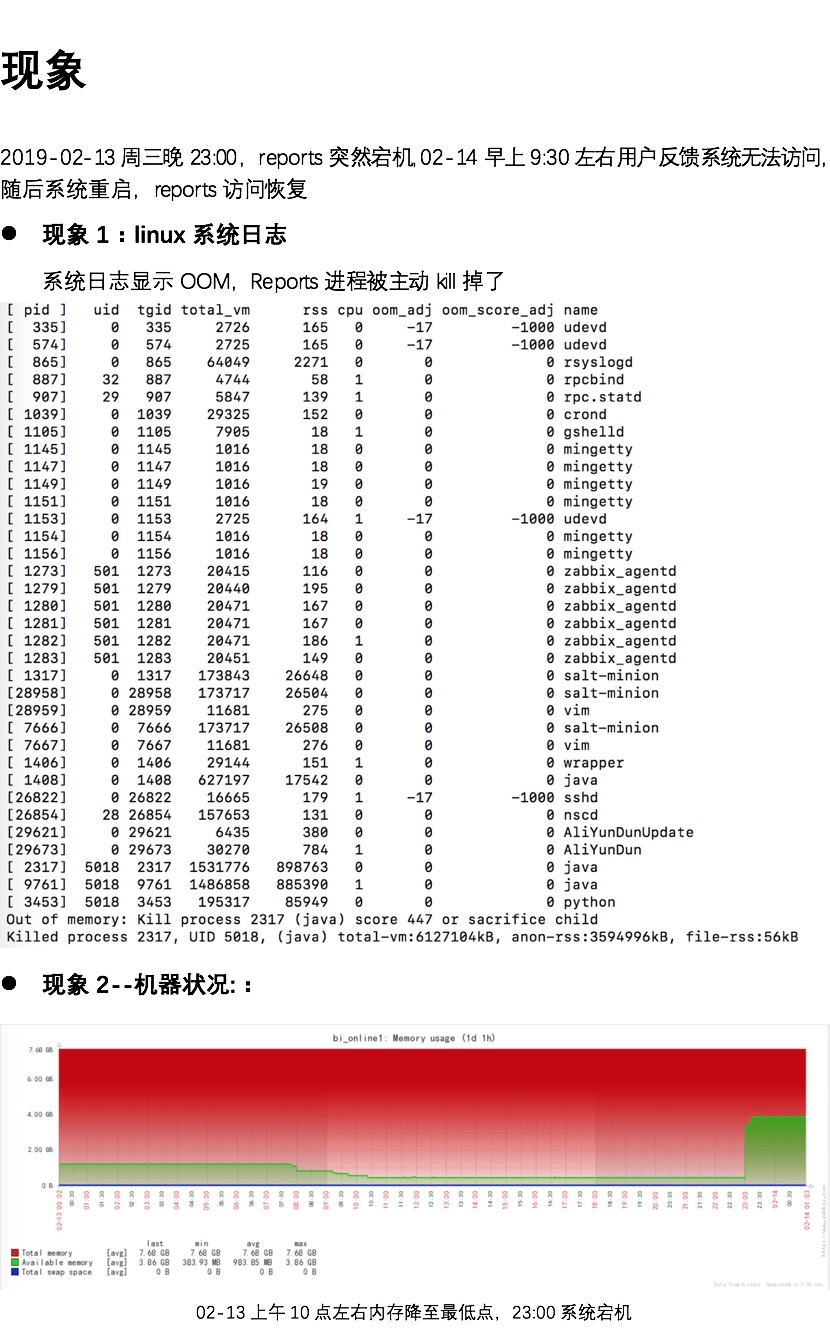 现象
2019-02-13 周三晚 23:00，reports 突然宕机,02-14 早上 9:30 左右用户反馈系统无法访问,
随后系统重启，reports 访问恢复
● 现象 1：linux 系统日志
系统日志显示 OOM，Reports 进程被主动 kill 掉了
[ pid ] uid tgid total_vm rss cpu oom_adj oom_score_adj name
[ 335] 0 335 2726 165 0 -17 -1000 udevd
[ 574] 0 574 2725 165 0 -17 -1000 udevd
[ 865] 0 865 64049 2271 0 0 0 rsyslogd
[ 887] 32 887 4744 58 1 0 0 rpcbind
[ 907] 29 907 5847 139 1 0 0 rpc.statd
[ 1039] 0 1039 29325 152 0 0 0 crond
[ 1105] 0 1105 7905 18 1 0 0 gshelld
[ 1145] 0 1145 1016 18 0 0 0 mingetty
[ 1147] 0 1147 1016 18 0 0 0 mingetty
[ 1149] 0 1149 1016 19 0 0 0 mingetty
[ 1151] 0 1151 1016 18 0 0 0 mingetty
[ 1153] 0 1153 2725 164 1 -17 -1000 udevd
[ 1154] 0 1154 1016 18 0 0 0 mingetty
[ 1156] 0 1156 1016 18 0 0 0 mingetty
[ 1273] 501 1273 20415 116 0 0 0 zabbix_agentd
[ 1279] 501 1279 20440 195 0 0 0 zabbix_agentd
[ 1280] 501 1280 20471 167 0 0 0 zabbix_agentd
[ 1281] 501 1281 20471 167 0 0 0 zabbix_agentd
[ 1282] 501 1282 20471 186 1 0 0 zabbix_agentd
[ 1283] 501 1283 20451 149 0 0 0 zabbix_agentd
[ 1317] 0 1317 173843 26648 0 0 0 salt-minion
[28958] 0 28958 173717 26504 0 0 0 salt-minion
[28959] 0 28959 11681 275 0 0 0 vim
[ 7666] 0 7666 173717 26508 0 0 0 salt-minion
[ 7667] 0 7667 11681 276 0 0 0 vim
[ 1406] 0 1406 29144 151 1 0 0 wrapper
[ 1408] 0 1408 627197 17542 0 0 0 java
[26822] 0 26822 16665 179 1 -17 -1000 sshd
[26854] 28 26854 157653 131 0 0 0 nscd
[29621] 0 29621 6435 380 0 0 0 AliYunDunUpdate
[29673] 0 29673 30270 784 1 0 0 AliYunDun
[ 2317] 5018 2317 1531776 898763 0 0 0 java
[ 9761] 5018 9761 1486858 885390 1 0 0 java
[ 3453] 5018 3453 195317 85949 0 0 0 python
Out of memory: Kill process 2317 (java) score 447 or sacrifice child
Killed process 2317, UID 5018, (java) total-vm:6127104kB, anon-rss:3594996kB, file-rss:56kB
● 现象 2--机器状况:：
bi_online1: Memory usage (1d 1h)
7.68 GB
6.00 GB
4.00 GB
2.00 GB
0 B
02-13 00:02 00:30 01:00 01:30 02:00 02:30 03:00 03:30 04:00 04:30 05:00 05:30 06:00 06:30 07:00 07:30 08:00 08:30 09:00 09:30 10:00 10:30 11:00 11:30 12:00 12:30 13:00 13:30 14:00 14:30 15:00 15:30 16:00 16:30 17:00 17:30 18:00 18:30 19:00 19:30 20:00 20:30 21:00 21:30 22:00 22:30 23:00 23:30 02-14 00:30 02-14 01:03
last min avg max
Total memory [avg] 7.68 GB 7.68 GB 7.68 GB 7.68 GB
Available memory [avg] 3.86 GB 383.93 MB 983.85 MB 3.86 GB
Total swap space [avg] 0 B 0 B 0 B 0 B
http://www.zabbix.com
02-13 上午 10 点左右内存降至最低点，23:00 系统宕机